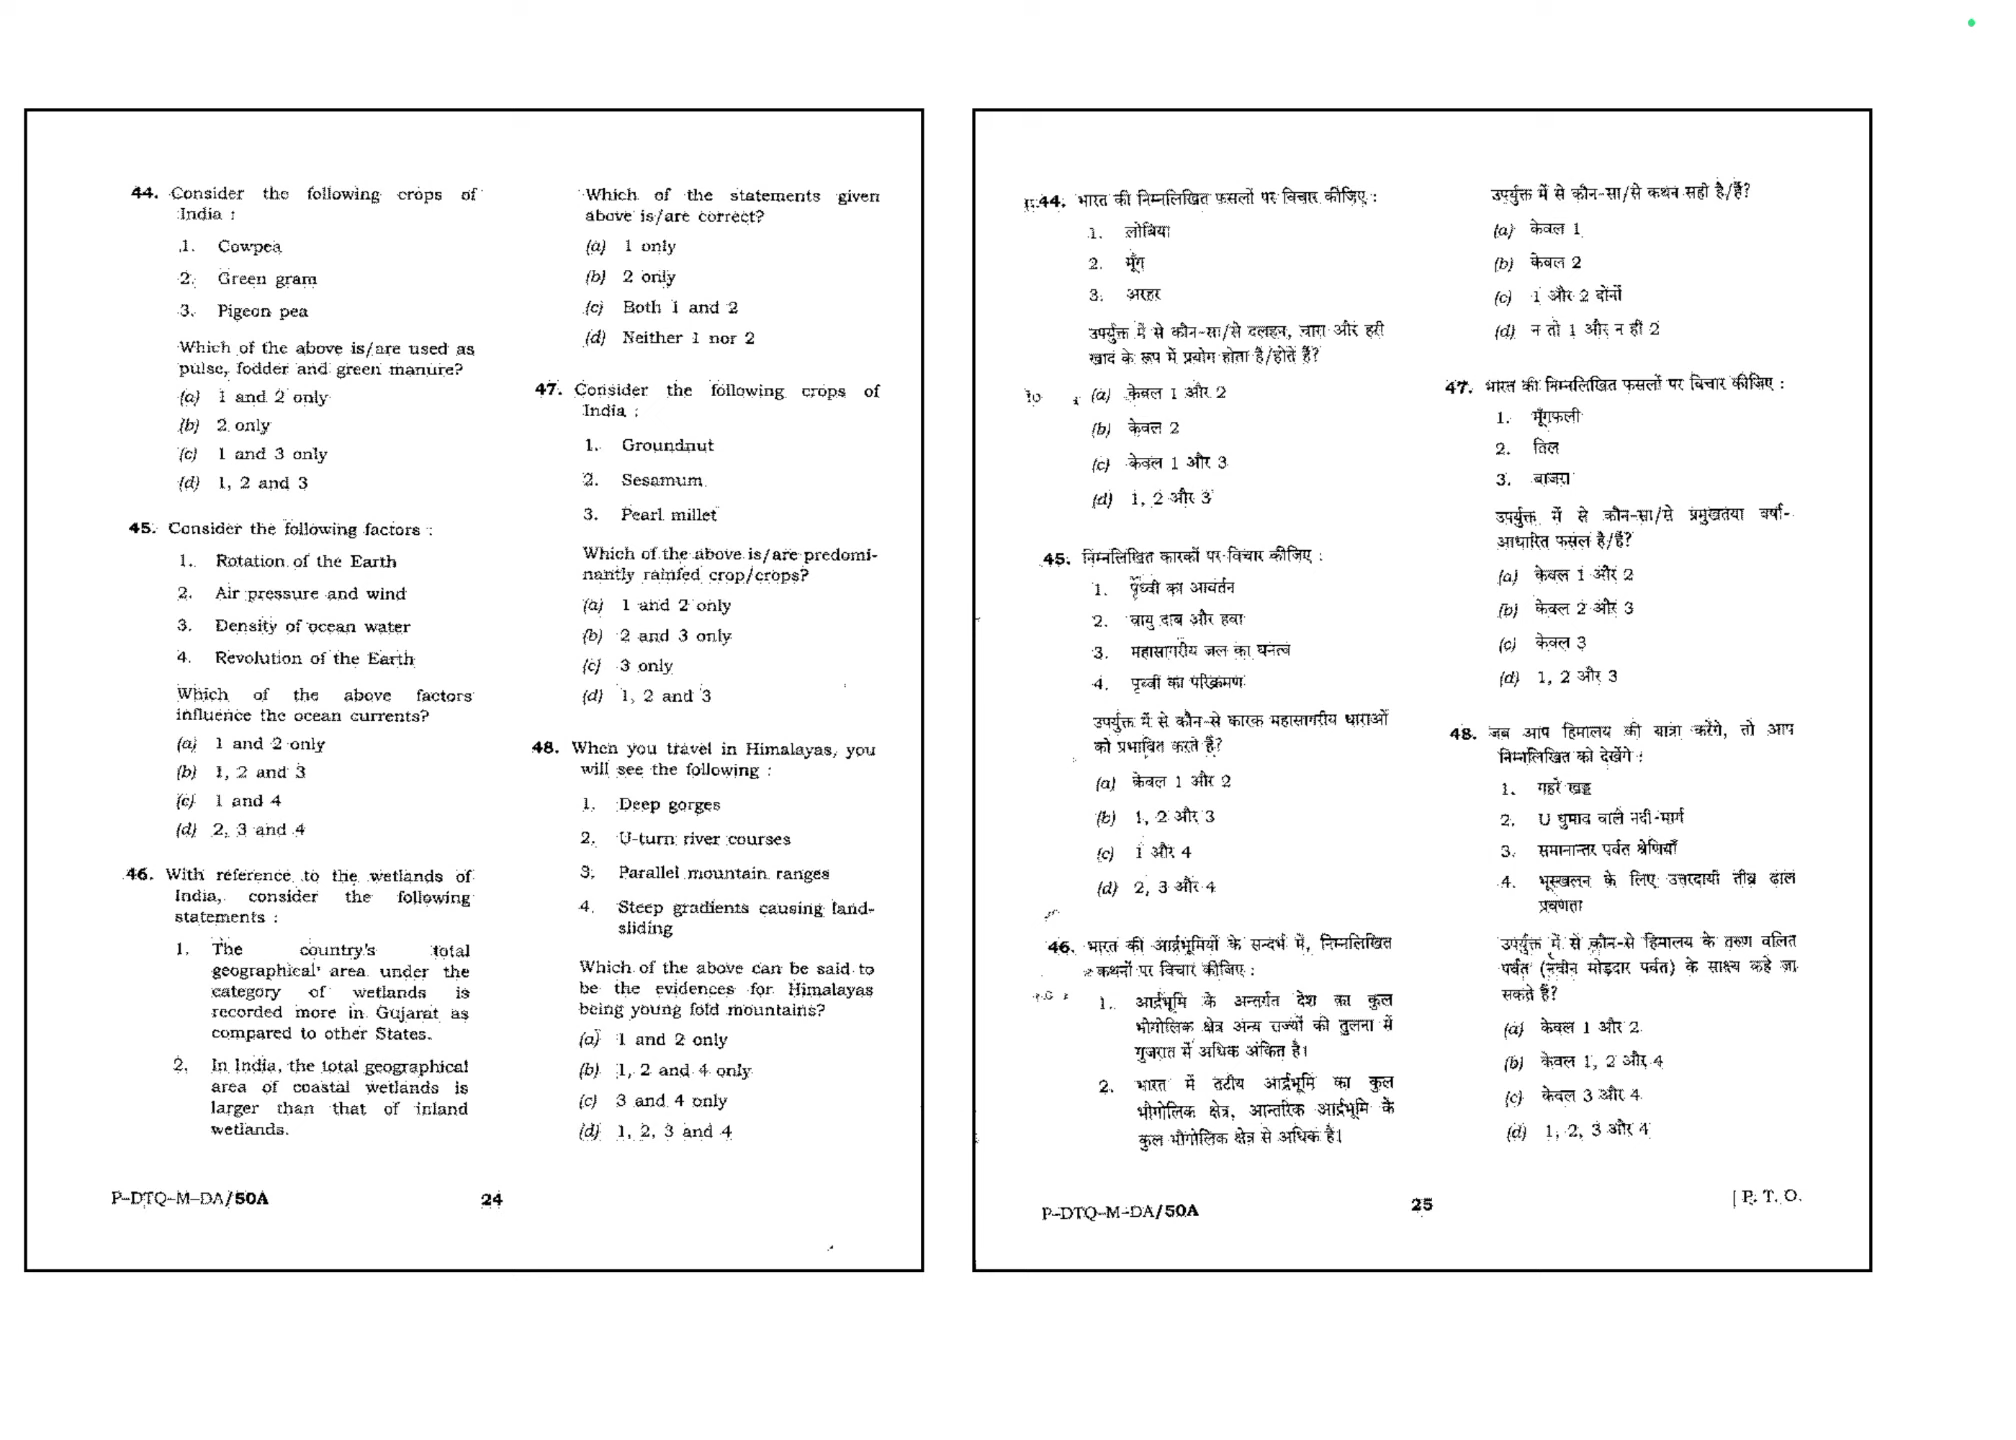 44. Consider the following crops of
India :
1. Cowpea
2. Green gram
3. Pigeon pea
Which of the above is/are used as
pulse, fodder and green manure?
(a) 1 and 2 only
(b) 2 only
(c) 1 and 3 only
(d) 1, 2 and 3
45. Consider the following factors :
1. Rotation of the Earth
2. Air pressure and wind
3. Density of ocean water
4. Revolution of the Earth
Which of the above factors
influence the ocean currents?
(a) 1 and 2 only
(b) 1, 2 and 3
(c) 1 and 4
(d) 2, 3 and 4
46. With reference to the wetlands of
India, consider the following
statements :
1. The country's total
geographical area under the
category of wetlands is
recorded more in Gujarat as
compared to other States.
2. In India, the total geographical
area of coastal wetlands is
larger than that of inland
wetlands.
Which of the statements given
above is/are correct?
(a) 1 only
(b) 2 only
(c) Both 1 and 2
(d) Neither 1 nor 2
47. Consider the following crops of
India :
1. Groundnut
2. Sesamum
3. Pearl millet
Which of the above is/are predomi-
nantly rainfed crop/crops?
(a) 1 and 2 only
(b) 2 and 3 only
(c) 3 only
(d) 1, 2 and 3
48. When you travel in Himalayas, you
will see the following :
1. Deep gorges
2. U-turn river courses
3. Parallel mountain ranges
4. Steep gradients causing land-
sliding
Which of the above can be said to
be the evidences for Himalayas
being young fold mountains?
(a) 1 and 2 only
(b) 1, 2 and 4 only
(c) 3 and 4 only
(d) 1, 2, 3 and 4
P-DTQ-M-DA/50A 24
44. भारत की निम्नलिखित फसलों पर विचार कीजिए :
1. लोबिया
2. मूँग
3. अरहर
उपर्युक्त में से कौन-सा/से दलहन, चारा और हरी
खाद के रूप में प्रयोग होता है/होते हैं?
(a) केवल 1 और 2
(b) केवल 2
(c) केवल 1 और 3
(d) 1, 2 और 3
45. निम्नलिखित कारकों पर विचार कीजिए :
1. पृथ्वी का आवर्तन
2. वायु दाब और हवा
3. महासागरीय जल का घनत्व
4. पृथ्वी का परिक्रमण
उपर्युक्त में से कौन-से कारक महासागरीय धाराओं
को प्रभावित करते हैं?
(a) केवल 1 और 2
(b) 1, 2 और 3
(c) 1 और 4
(d) 2, 3 और 4
46. भारत की आर्द्रभूमियों के सन्दर्भ में, निम्नलिखित
कथनों पर विचार कीजिए :
1. आर्द्रभूमि के अन्तर्गत देश का कुल
भौगोलिक क्षेत्र अन्य राज्यों की तुलना में
गुजरात में अधिक अंकित है।
2. भारत में तटीय आर्द्रभूमि का कुल
भौगोलिक क्षेत्र, आन्तरिक आर्द्रभूमि के
कुल भौगोलिक क्षेत्र से अधिक है।
उपर्युक्त में से कौन-सा/से कथन सही है/हैं?
(a) केवल 1
(b) केवल 2
(c) 1 और 2 दोनों
(d) न तो 1 और न ही 2
47. भारत की निम्नलिखित फसलों पर विचार कीजिए :
1. मूँगफली
2. तिल
3. बाजरा
उपर्युक्त में से कौन-सा/से प्रमुखतया वर्षा-
आधारित फसल है/हैं?
(a) केवल 1 और 2
(b) केवल 2 और 3
(c) केवल 3
(d) 1, 2 और 3
48. जब आप हिमालय की यात्रा करेंगे, तो आप
निम्नलिखित को देखेंगे :
1. गहरे खड्ड
2. U घुमाव वाले नदी-मार्ग
3. समानान्तर पर्वत श्रेणियाँ
4. भूस्खलन के लिए उत्तरदायी तीव्र ढाल
प्रवणता
उपर्युक्त में से कौन-से हिमालय के तरुण वलित
पर्वत (नवीन मोड़दार पर्वत) के साक्ष्य कहे जा
सकते हैं?
(a) केवल 1 और 2
(b) केवल 1, 2 और 4
(c) केवल 3 और 4
(d) 1, 2, 3 और 4
P-DTQ-M-DA/50A 25 [ P. T. O.